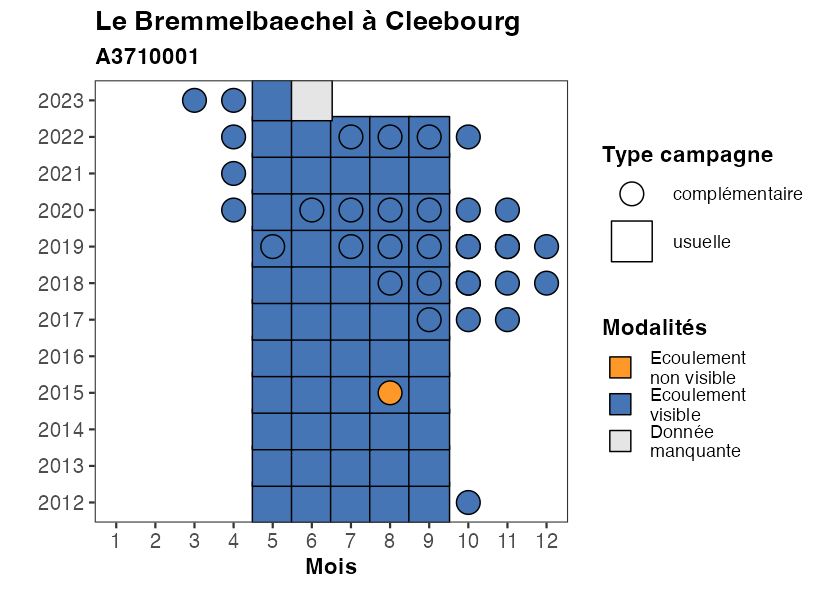 Le Bremmelbaechel à Cleebourg
A3710001
2023
2022
2021
2020
2019
2018
2017
2016
2015
2014
2013
2012
1 2 3 4 5 6 7 8 9 10 11 12
Mois
Type campagne
complémentaire
usuelle
Modalités
Ecoulement
non visible
Ecoulement
visible
Donnée
manquante